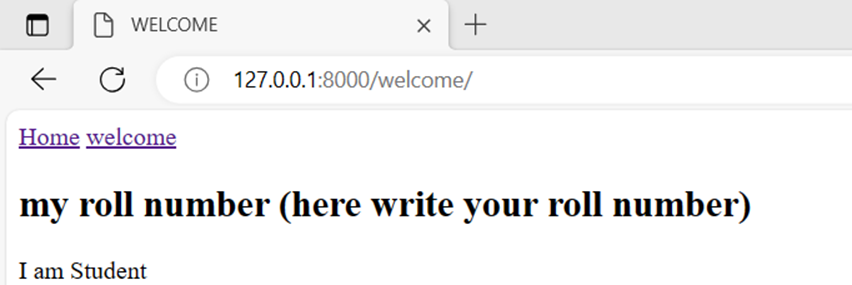 WELCOME
127.0.0.1:8000/welcome/
Home welcome
my roll number (here write your roll number)
I am Student